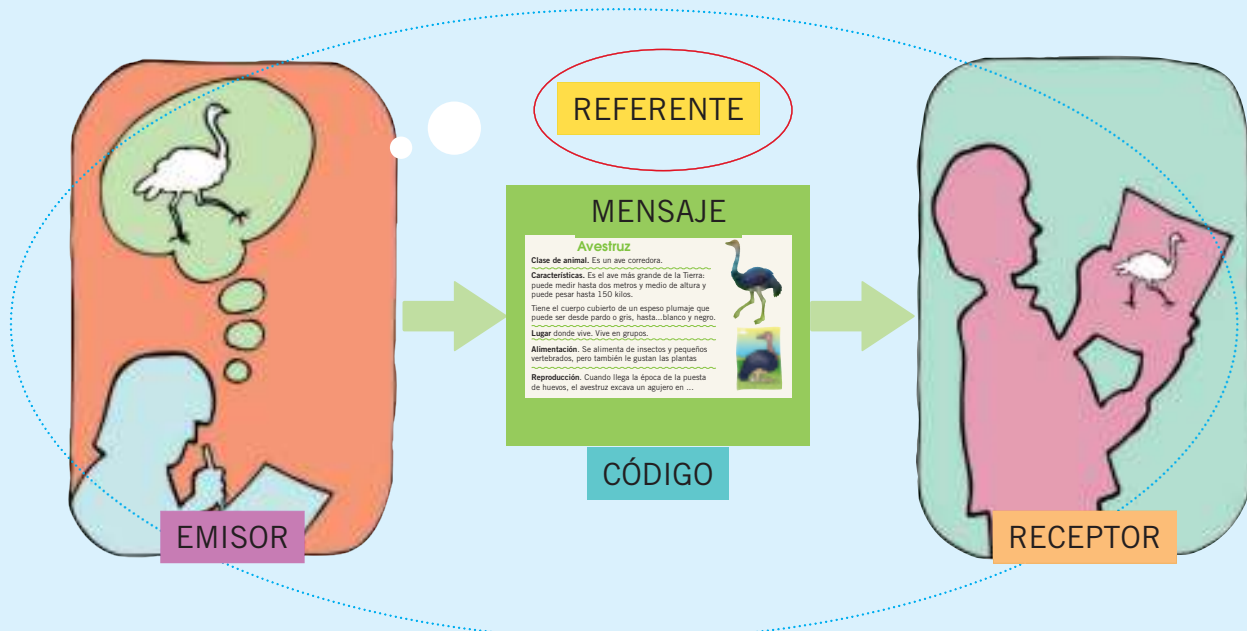 REFERENTE
MENSAJE
Avestruz
Clase de animal. Es un ave corredora.
Características. Es el ave más grande de la Tierra:
puede medir hasta dos metros y medio de altura y
puede pesar hasta 150 kilos.
Tiene el cuerpo cubierto de un espeso plumaje que
puede ser desde pardo o gris, hasta...blanco y negro.
Lugar donde vive. Vive en grupos.
Alimentación. Se alimenta de insectos y pequeños
vertebrados, pero también le gustan las plantas
Reproducción. Cuando llega la época de la puesta
de huevos, el avestruz excava un agujero en ...
CÓDIGO
EMISOR
RECEPTOR